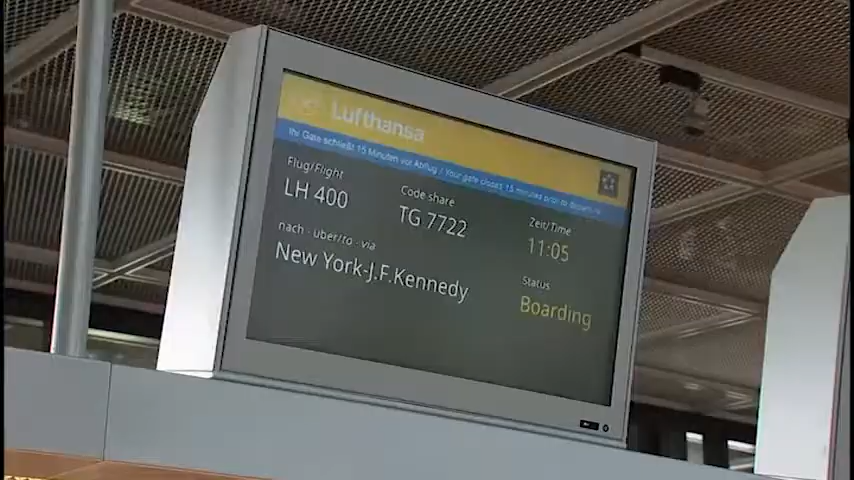 Lufthansa
Ihr Gate schließt 15 Minuten vor Abflug / Your gate closes 15 minutes prior to
Flug/Flight
LH 400
Code share
TG 7722
Zeit/Time
11:05
nach · über/to · via
New York-J.F.Kennedy
Status
Boarding